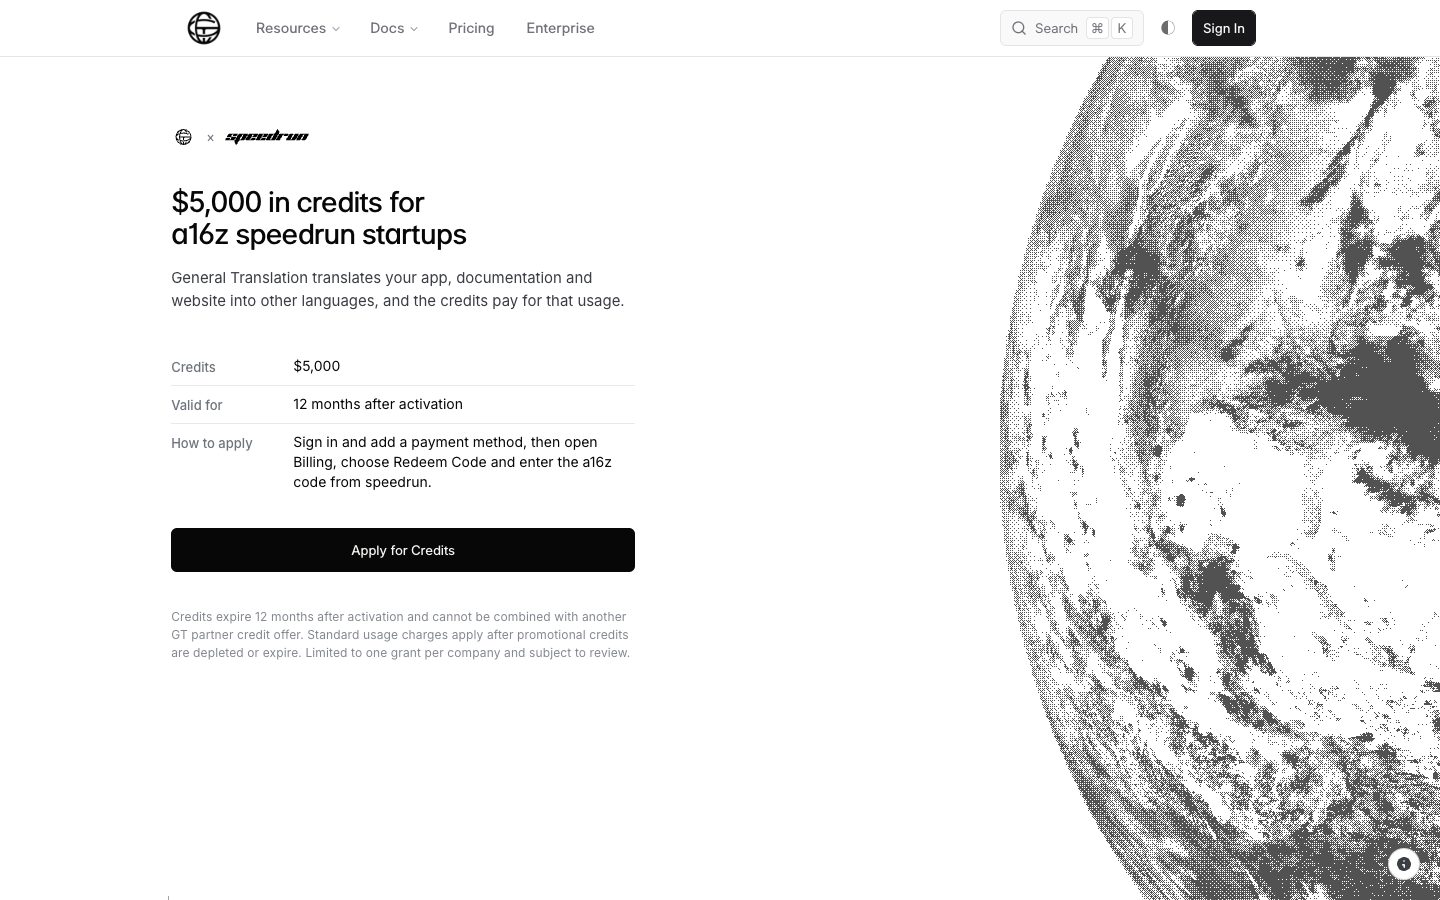 Resources
Docs
Pricing
Enterprise
Search ⌘ K
Sign In
x speedrun
$5,000 in credits for
a16z speedrun startups
General Translation translates your app, documentation and
website into other languages, and the credits pay for that usage.
Credits
$5,000
Valid for
12 months after activation
How to apply
Sign in and add a payment method, then open
Billing, choose Redeem Code and enter the a16z
code from speedrun.
Apply for Credits
Credits expire 12 months after activation and cannot be combined with another
GT partner credit offer. Standard usage charges apply after promotional credits
are depleted or expire. Limited to one grant per company and subject to review.